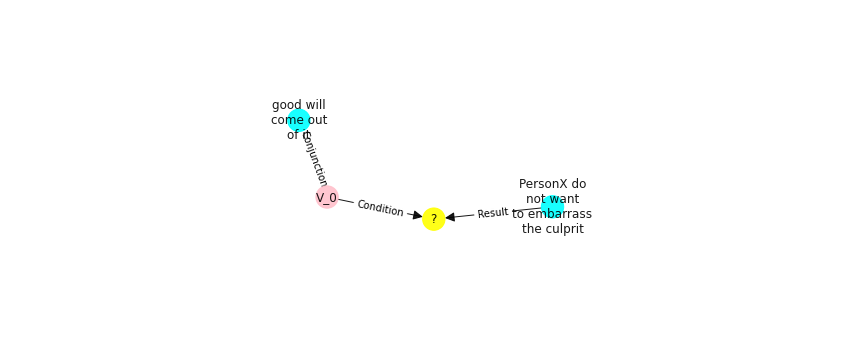 good will
come out
of it
Conjunction
V_0
Condition
?
Result
PersonX do
not want
to embarrass
the culprit